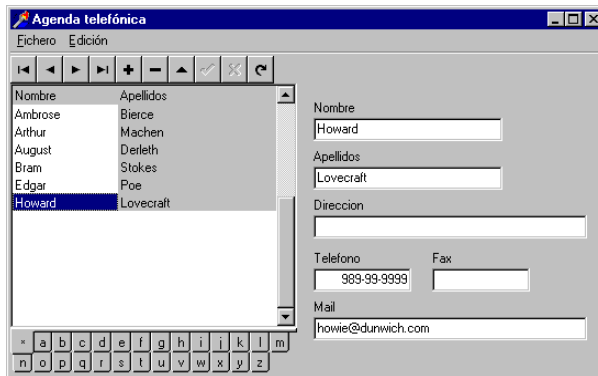 Agenda telefónica
Fichero Edición
Nombre Apellidos
Ambrose Bierce
Arthur Machen
August Derleth
Bram Stokes
Edgar Poe
Howard Lovecraft
Nombre
Howard
Apellidos
Lovecraft
Direccion
Telefono Fax
989-99-9999
Mail
howie@dunwich.com
* a b c d e f g h i j k l m
n o p q r s t u v w x y z